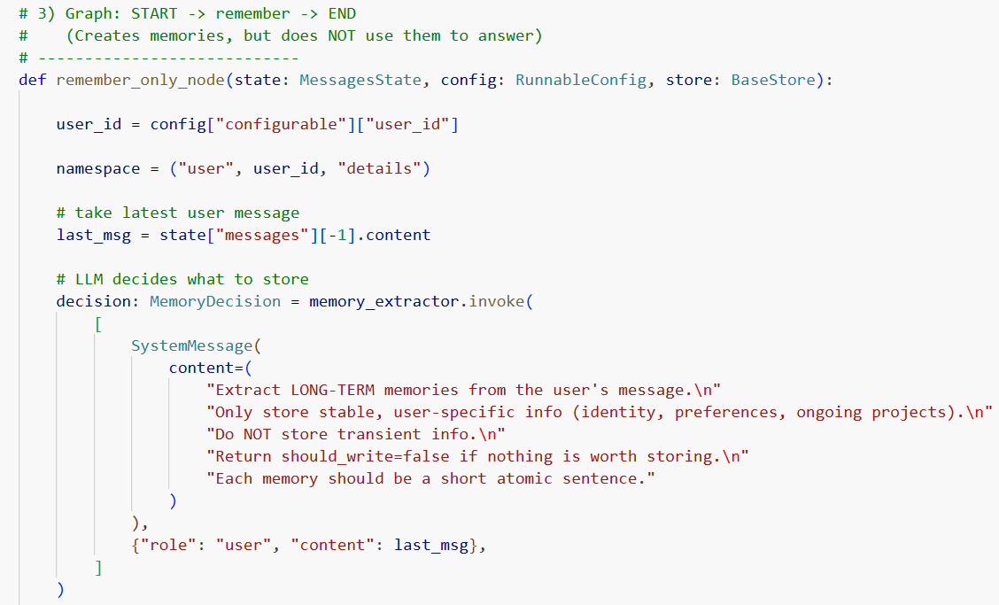 # 3) Graph: START -> remember -> END
#    (Creates memories, but does NOT use them to answer)
# ----------------------------
def remember_only_node(state: MessagesState, config: RunnableConfig, store: BaseStore):

    user_id = config["configurable"]["user_id"]

    namespace = ("user", user_id, "details")

    # take latest user message
    last_msg = state["messages"][-1].content

    # LLM decides what to store
    decision: MemoryDecision = memory_extractor.invoke(
        [
            SystemMessage(
                content=(
                    "Extract LONG-TERM memories from the user's message.\n"
                    "Only store stable, user-specific info (identity, preferences, ongoing projects).\n"
                    "Do NOT store transient info.\n"
                    "Return should_write=false if nothing is worth storing.\n"
                    "Each memory should be a short atomic sentence."
                )
            ),
            {"role": "user", "content": last_msg},
        ]
    )